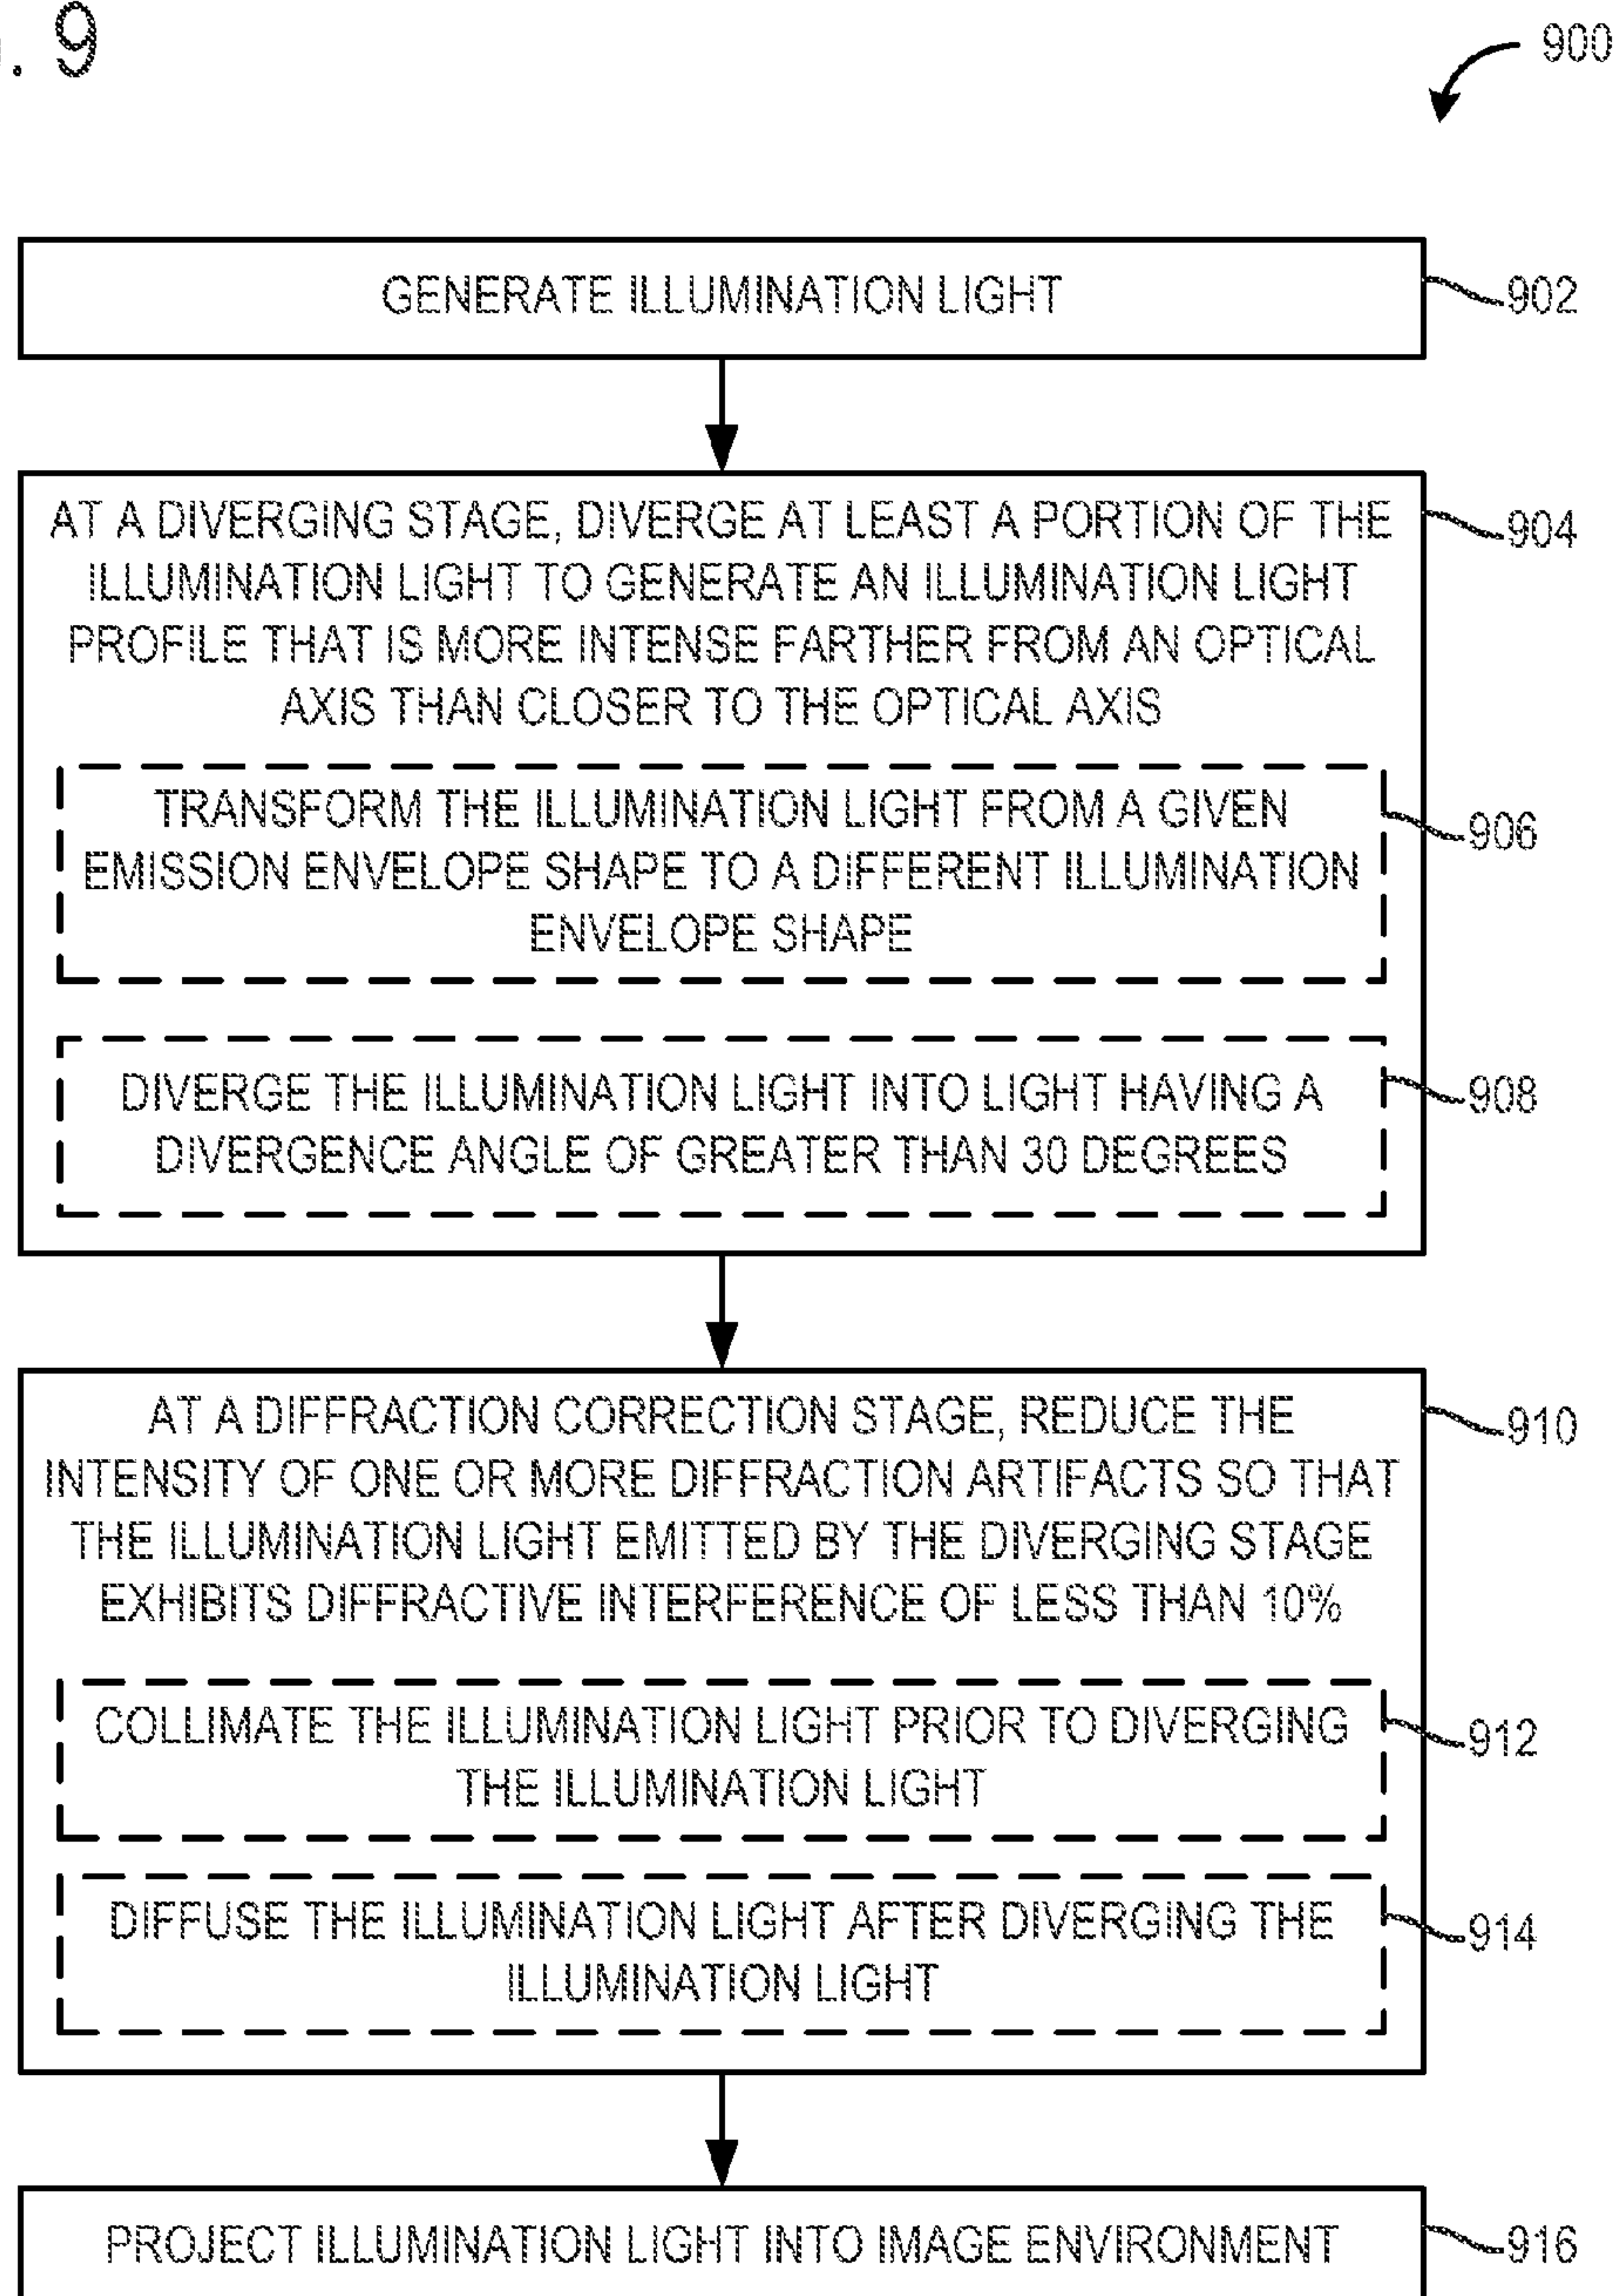 . 9
900
GENERATE ILLUMINATION LIGHT
902
AT A DIVERGING STAGE, DIVERGE AT LEAST A PORTION OF THE
ILLUMINATION LIGHT TO GENERATE AN ILLUMINATION LIGHT
PROFILE THAT IS MORE INTENSE FARTHER FROM AN OPTICAL
AXIS THAN CLOSER TO THE OPTICAL AXIS
904
TRANSFORM THE ILLUMINATION LIGHT FROM A GIVEN
EMISSION ENVELOPE SHAPE TO A DIFFERENT ILLUMINATION
ENVELOPE SHAPE
906
DIVERGE THE ILLUMINATION LIGHT INTO LIGHT HAVING A
DIVERGENCE ANGLE OF GREATER THAN 30 DEGREES
908
AT A DIFFRACTION CORRECTION STAGE, REDUCE THE
INTENSITY OF ONE OR MORE DIFFRACTION ARTIFACTS SO THAT
THE ILLUMINATION LIGHT EMITTED BY THE DIVERGING STAGE
EXHIBITS DIFFRACTIVE INTERFERENCE OF LESS THAN 10%
910
COLLIMATE THE ILLUMINATION LIGHT PRIOR TO DIVERGING
THE ILLUMINATION LIGHT
912
DIFFUSE THE ILLUMINATION LIGHT AFTER DIVERGING THE
ILLUMINATION LIGHT
914
PROJECT ILLUMINATION LIGHT INTO IMAGE ENVIRONMENT
916